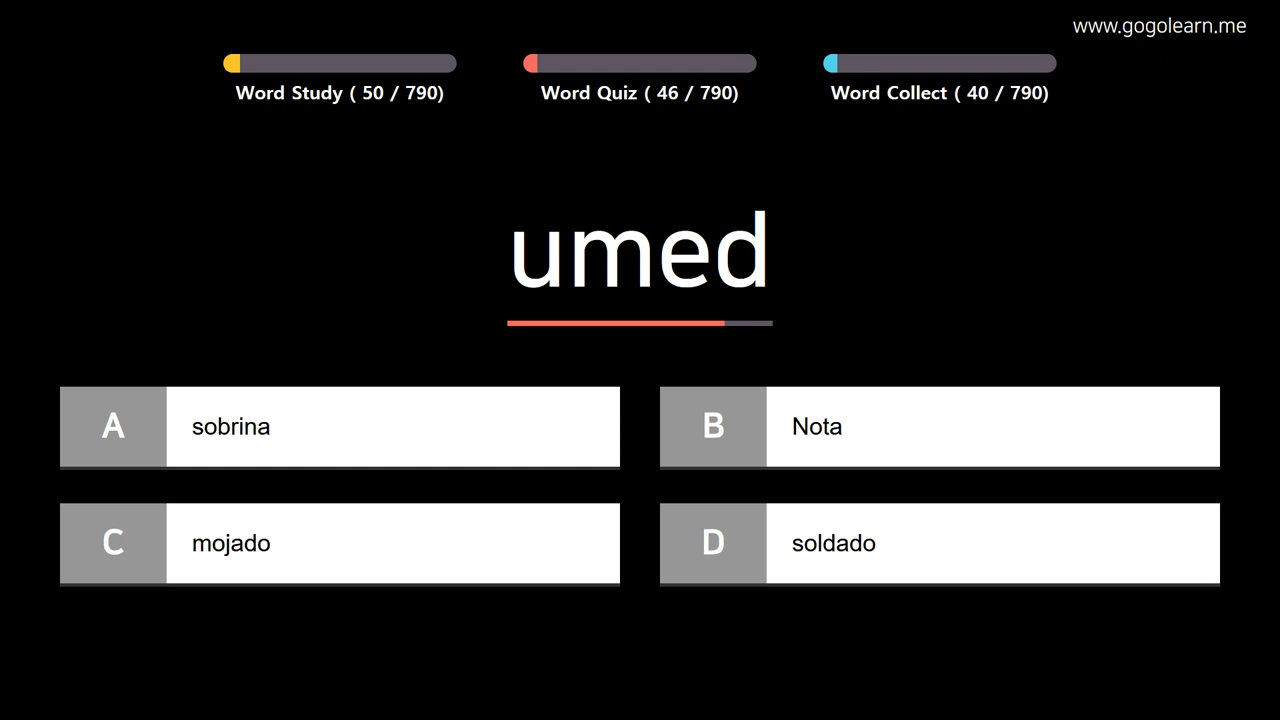 www.gogolearn.me
Word Study ( 50 / 790)
Word Quiz ( 46 / 790)
Word Collect ( 40 / 790)
umed
A sobrina
B Nota
C mojado
D soldado